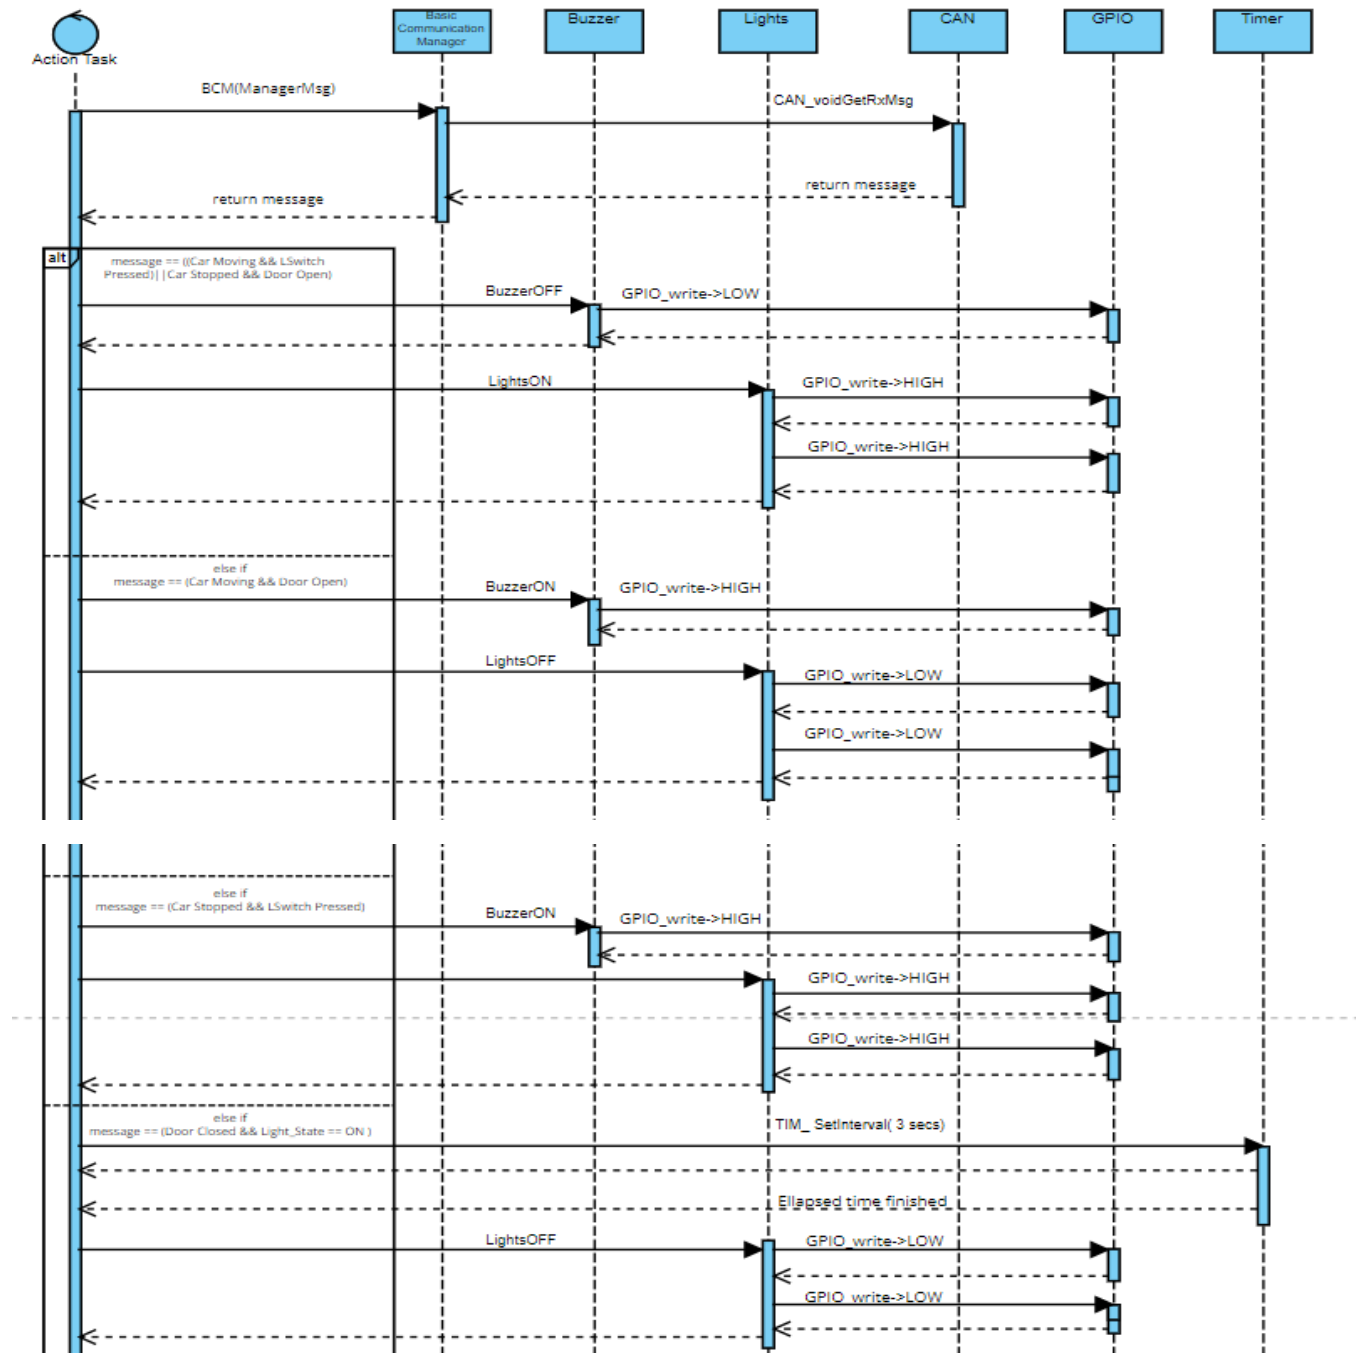 Action Task
Basic
Communication
Manager
Buzzer
Lights
CAN
GPIO
Timer
BCM(ManagerMsg)
CAN_voidGetRxMsg
return message
return message
alt
message == ((Car Moving && LSwitch
Pressed)||Car Stopped && Door Open)
BuzzerOFF
GPIO_write->LOW
LightsON
GPIO_write->HIGH
GPIO_write->HIGH
else if
message == (Car Moving && Door Open)
BuzzerON
GPIO_write->HIGH
LightsOFF
GPIO_write->LOW
GPIO_write->LOW
else if
message == (Car Stopped && LSwitch Pressed)
BuzzerON
GPIO_write->HIGH
GPIO_write->HIGH
GPIO_write->HIGH
else if
message == (Door Closed && Light_State == ON )
TIM_ SetInterval( 3 secs)
Ellapsed time finished
LightsOFF
GPIO_write->LOW
GPIO_write->LOW